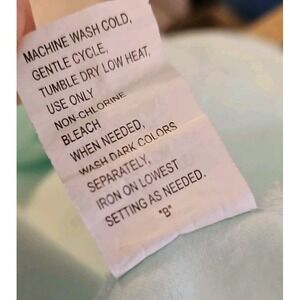 MACHINE WASH COLD,
GENTLE CYCLE,
TUMBLE DRY LOW HEAT,
USE ONLY
NON-CHLORINE
BLEACH
WHEN NEEDED,
WASH DARK COLORS
SEPARATELY,
IRON ON LOWEST
SETTING AS NEEDED.
"B"